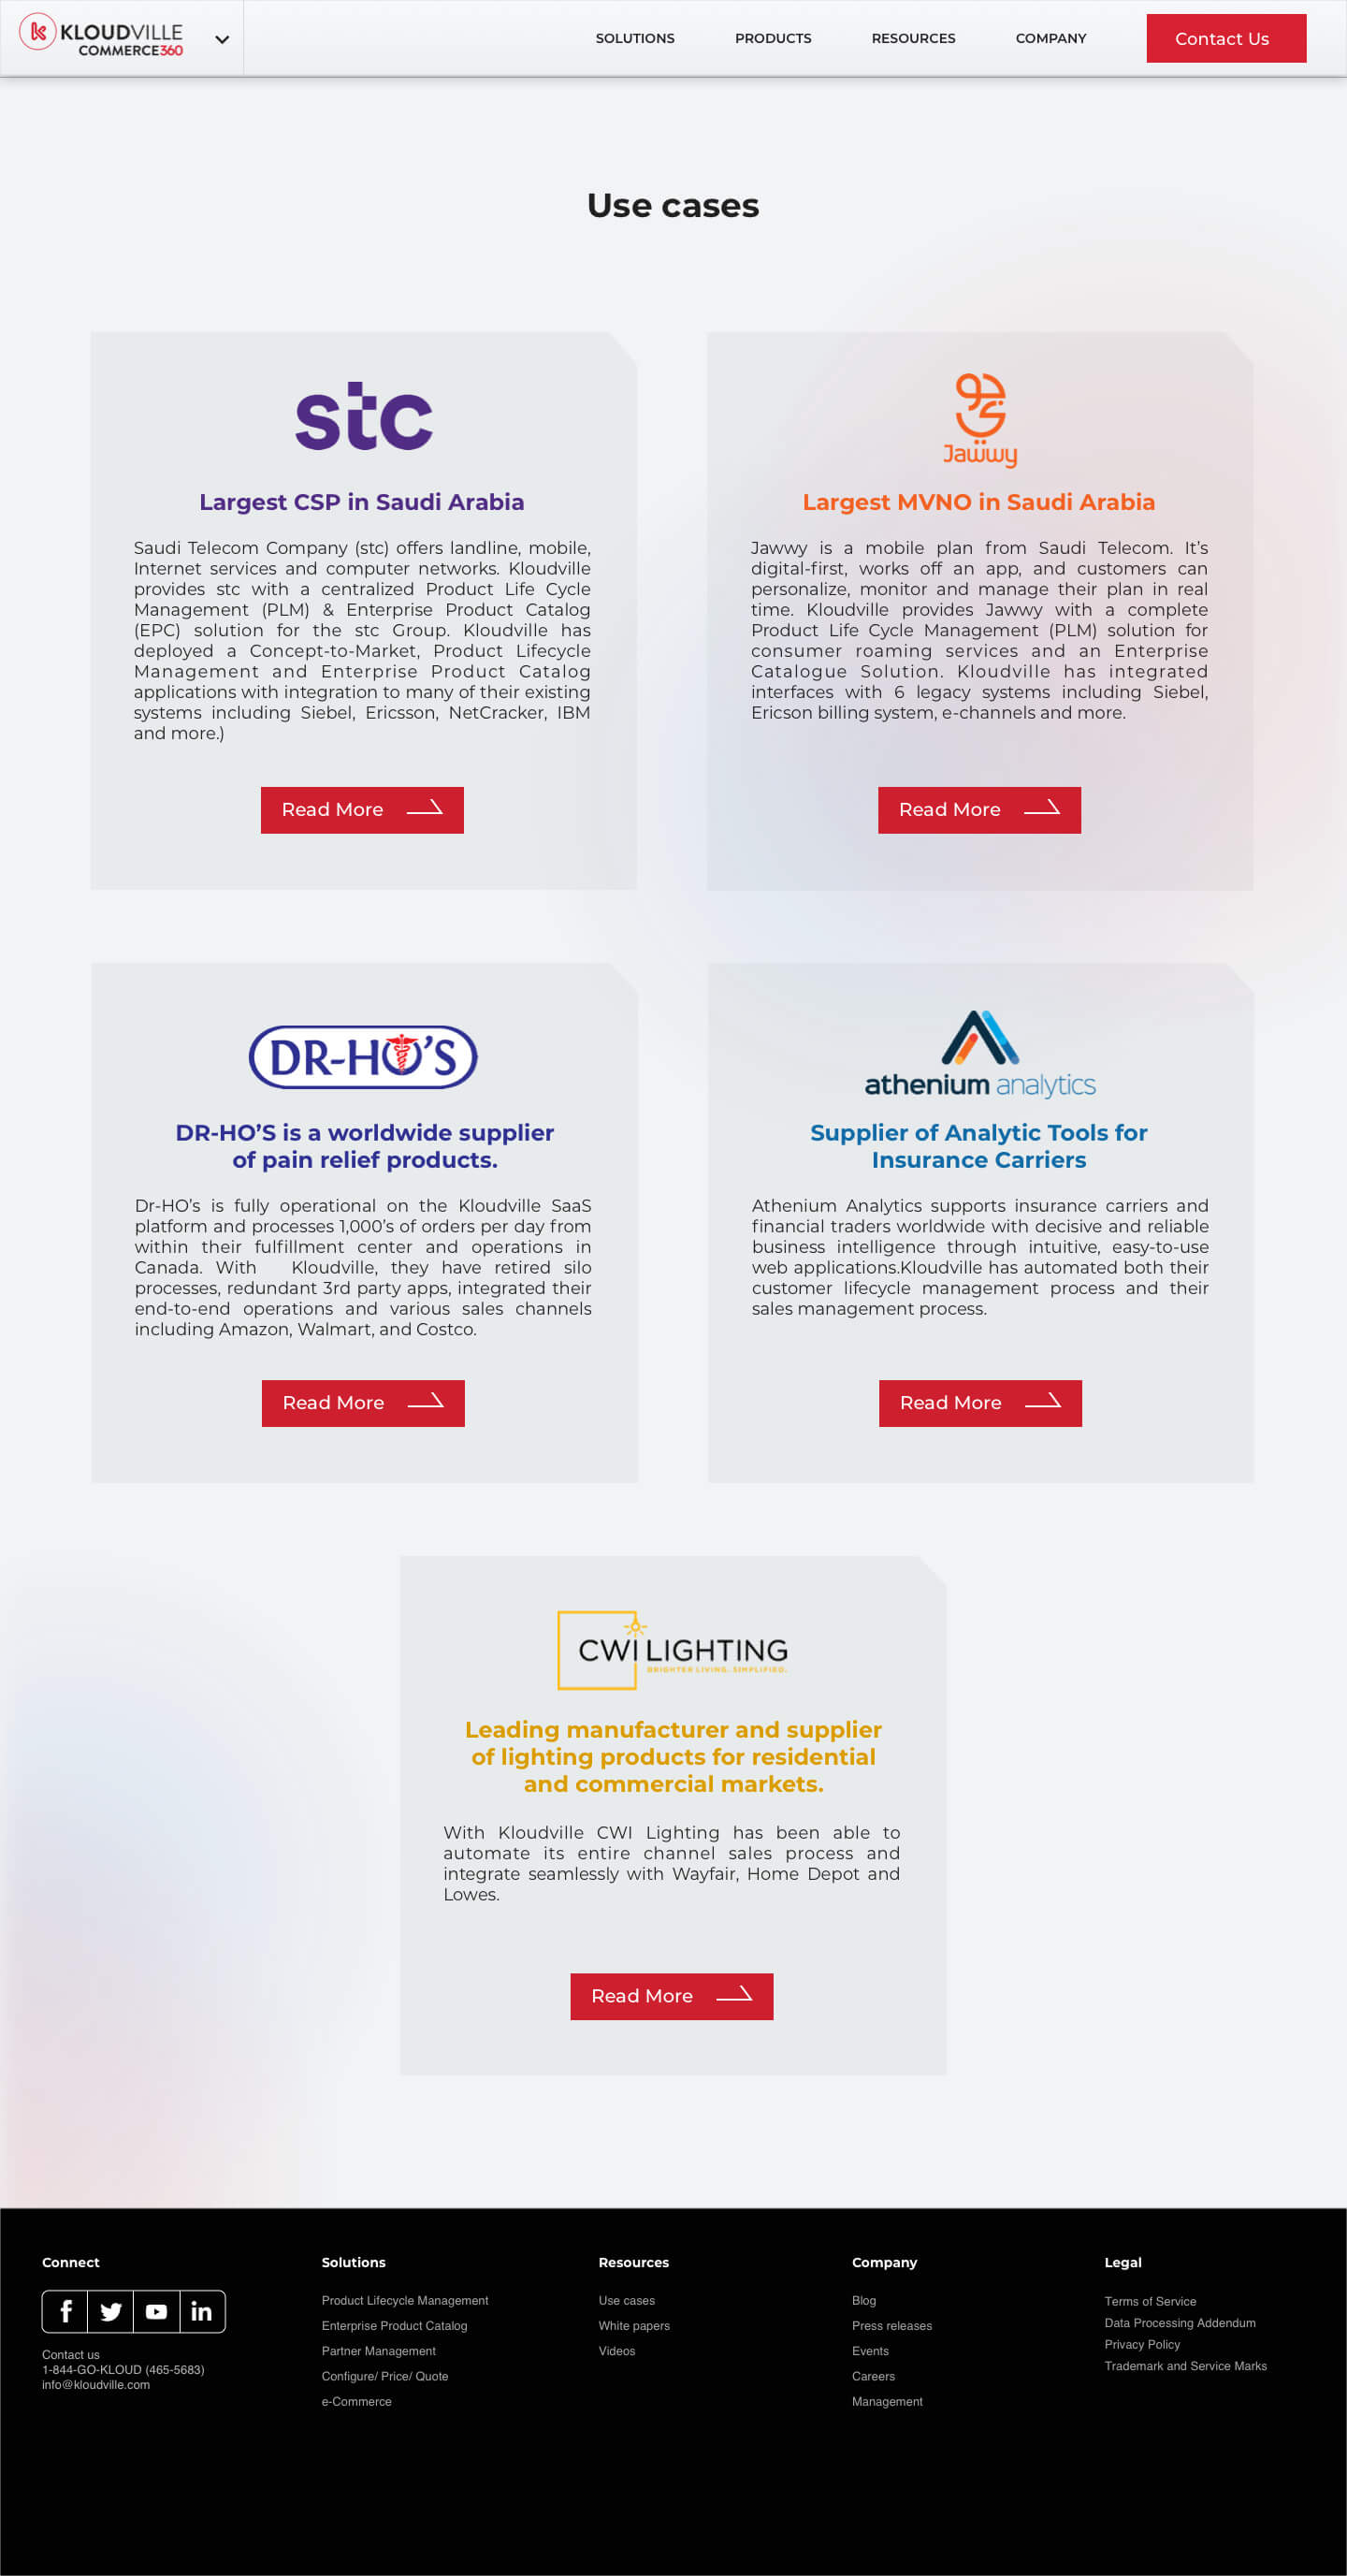 KLOUDVILLE
COMMERCE360
SOLUTIONS
PRODUCTS
RESOURCES
COMPANY
Contact Us
Use cases
stc
Largest CSP in Saudi Arabia
Saudi Telecom Company (stc) offers landline, mobile,
Internet services and computer networks. Kloudville
provides stc with a centralized Product Life Cycle
Management (PLM) & Enterprise Product Catalog
(EPC) solution for the stc Group. Kloudville has
deployed a Concept-to-Market, Product Lifecycle
Management and Enterprise Product Catalog
applications with integration to many of their existing
systems including Siebel, Ericsson, NetCracker, IBM
and more.)
Read More
جوّي
Jawwy
Largest MVNO in Saudi Arabia
Jawwy is a mobile plan from Saudi Telecom. It’s
digital-first, works off an app, and customers can
personalize, monitor and manage their plan in real
time. Kloudville provides Jawwy with a complete
Product Life Cycle Management (PLM) solution for
consumer roaming services and an Enterprise
Catalogue Solution. Kloudville has integrated
interfaces with 6 legacy systems including Siebel,
Ericson billing system, e-channels and more.
Read More
DR-HO’S
DR-HO’S is a worldwide supplier
of pain relief products.
Dr-HO’s is fully operational on the Kloudville SaaS
platform and processes 1,000’s of orders per day from
within their fulfillment center and operations in
Canada. With Kloudville, they have retired silo
processes, redundant 3rd party apps, integrated their
end-to-end operations and various sales channels
including Amazon, Walmart, and Costco.
Read More
athenium analytics
Supplier of Analytic Tools for
Insurance Carriers
Athenium Analytics supports insurance carriers and
financial traders worldwide with decisive and reliable
business intelligence through intuitive, easy-to-use
web applications.Kloudville has automated both their
customer lifecycle management process and their
sales management process.
Read More
CWI LIGHTING
BRIGHTER LIVING. SIMPLIFIED.
Leading manufacturer and supplier
of lighting products for residential
and commercial markets.
With Kloudville CWI Lighting has been able to
automate its entire channel sales process and
integrate seamlessly with Wayfair, Home Depot and
Lowes.
Read More
Connect
Contact us
1-844-GO-KLOUD (465-5683)
info@kloudville.com
Solutions
Product Lifecycle Management
Enterprise Product Catalog
Partner Management
Configure/ Price/ Quote
e-Commerce
Resources
Use cases
White papers
Videos
Company
Blog
Press releases
Events
Careers
Management
Legal
Terms of Service
Data Processing Addendum
Privacy Policy
Trademark and Service Marks